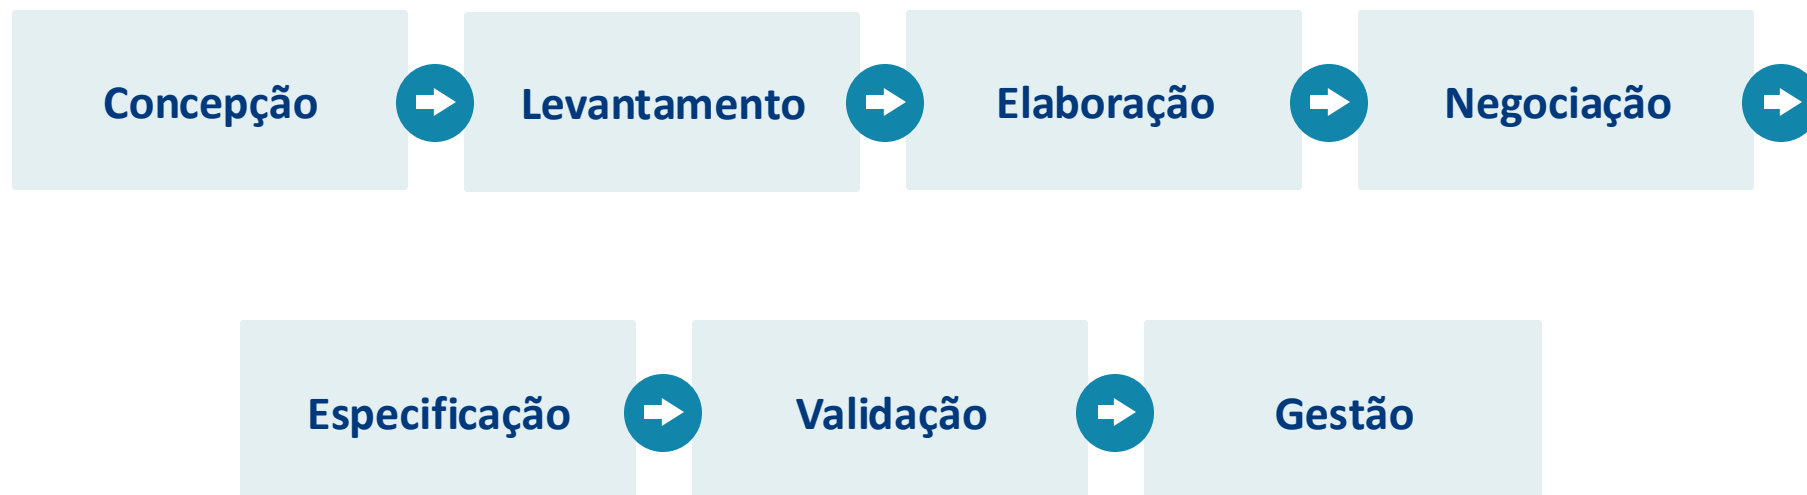 Concepção
Levantamento
Elaboração
Negociação
Especificação
Validação
Gestão